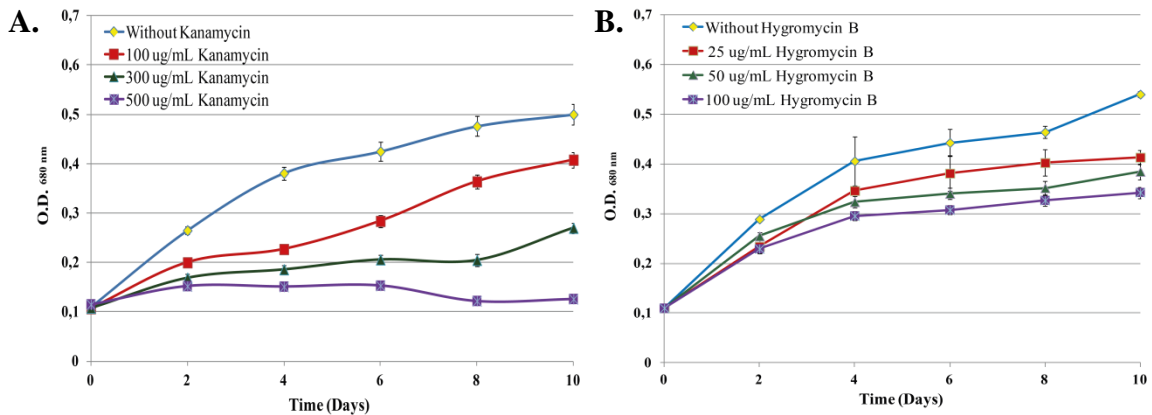 A.
0,7
0,6
0,5
0,4
0,3
0,2
0,1
0
O.D. 680 nm
Without Kanamycin
100 ug/mL Kanamycin
300 ug/mL Kanamycin
500 ug/mL Kanamycin
0 2 4 6 8 10
Time (Days)
B.
0,7
0,6
0,5
0,4
0,3
0,2
0,1
0
O.D. 680 nm
Without Hygromycin B
25 ug/mL Hygromycin B
50 ug/mL Hygromycin B
100 ug/mL Hygromycin B
0 2 4 6 8 10
Time (Days)